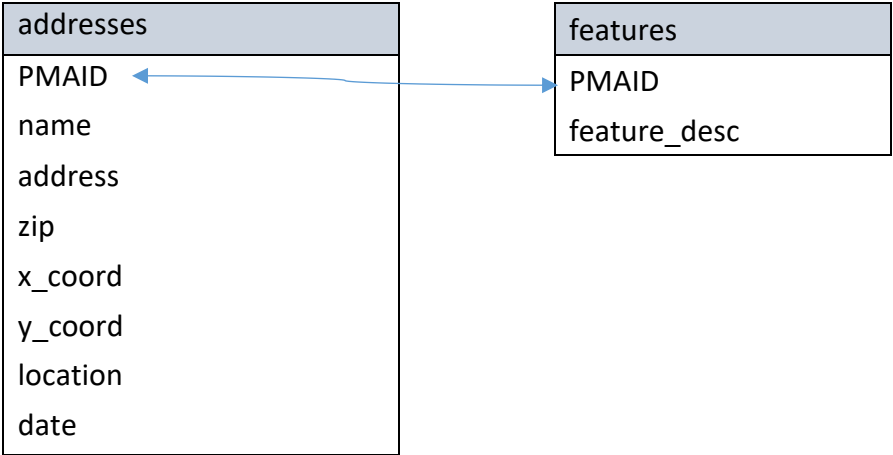 addresses
PMAID
name
address
zip
x_coord
y_coord
location
date
features
PMAID
feature_desc